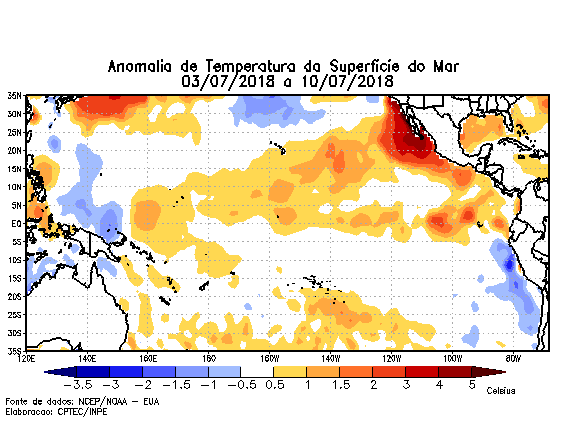 Anomalia de Temperatura da Superficie do Mar
03/07/2018 a 10/07/2018
35N
30N
25N
20N
15N
10N
5N
EQ
5S
10S
15S
20S
25S
30S
35S
120E 140E 160E 180 160W 140W 120W 100W 80W
-3.5 -3 -2 -1.5 -1 -0.5 0.5 1 1.5 2 3 4 5
Celsius
Fonte de dados: NCEP/NOAA - EUA
Elaboracao: CPTEC/INPE